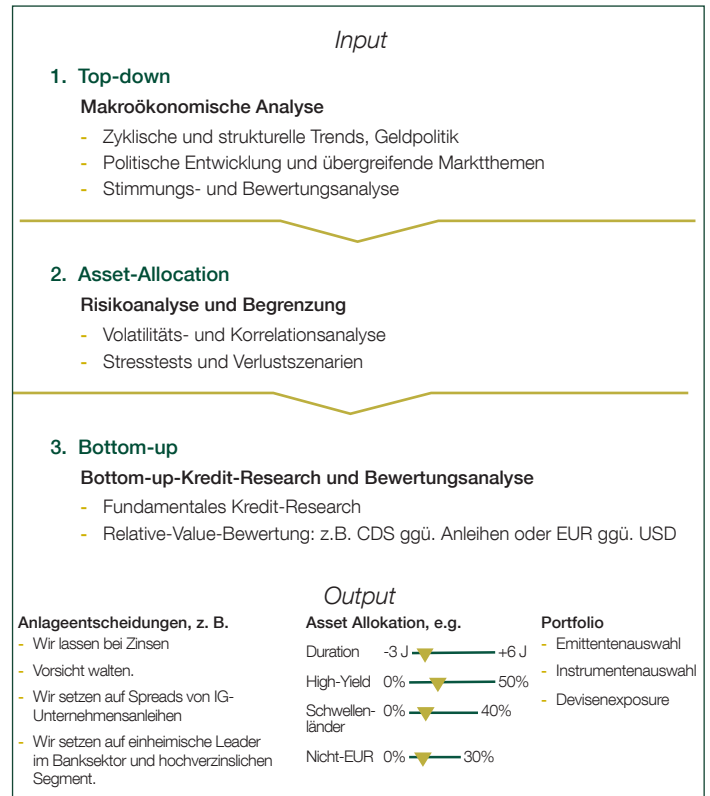 Input
1. Top-down
Makroökonomische Analyse
- Zyklische und strukturelle Trends, Geldpolitik
- Politische Entwicklung und übergreifende Marktthemen
- Stimmungs- und Bewertungsanalyse
2. Asset-Allocation
Risikoanalyse und Begrenzung
- Volatilitäts- und Korrelationsanalyse
- Stresstests und Verlustszenarien
3. Bottom-up
Bottom-up-Kredit-Research und Bewertungsanalyse
- Fundamentales Kredit-Research
- Relative-Value-Bewertung: z.B. CDS ggü. Anleihen oder EUR ggü. USD
Output
Anlageentscheidungen, z. B.
- Wir lassen bei Zinsen
- Vorsicht walten.
- Wir setzen auf Spreads von IG-
Unternehmensanleihen
- Wir setzen auf einheimische Leader
im Banksektor und hochverzinslichen
Segment.
Asset Allokation, e.g.
Duration -3 J +6 J
High-Yield 0% 50%
Schwellen-
länder 0% 40%
Nicht-EUR 0% 30%
Portfolio
- Emittentenauswahl
- Instrumentenauswahl
- Devisenexposure